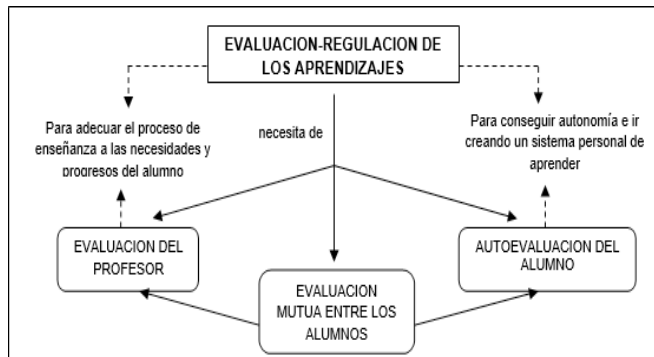 EVALUACION-REGULACION DE
LOS APRENDIZAJES
Para adecuar el proceso de
enseñanza a las necesidades y
progresos del alumno
necesita de
Para conseguir autonomía e ir
creando un sistema personal de
aprender
EVALUACION DEL
PROFESOR
EVALUACION
MUTUA ENTRE LOS
ALUMNOS
AUTOEVALUACION DEL
ALUMNO